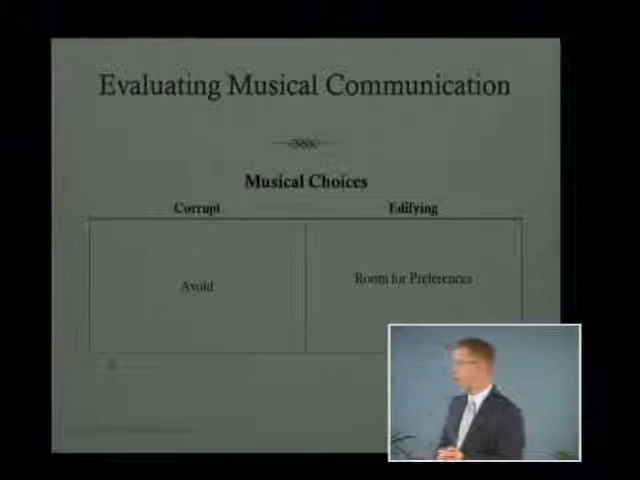 Evaluating Musical Communication
Musical Choices
Corrupt Edifying
Avoid Room for Preferences